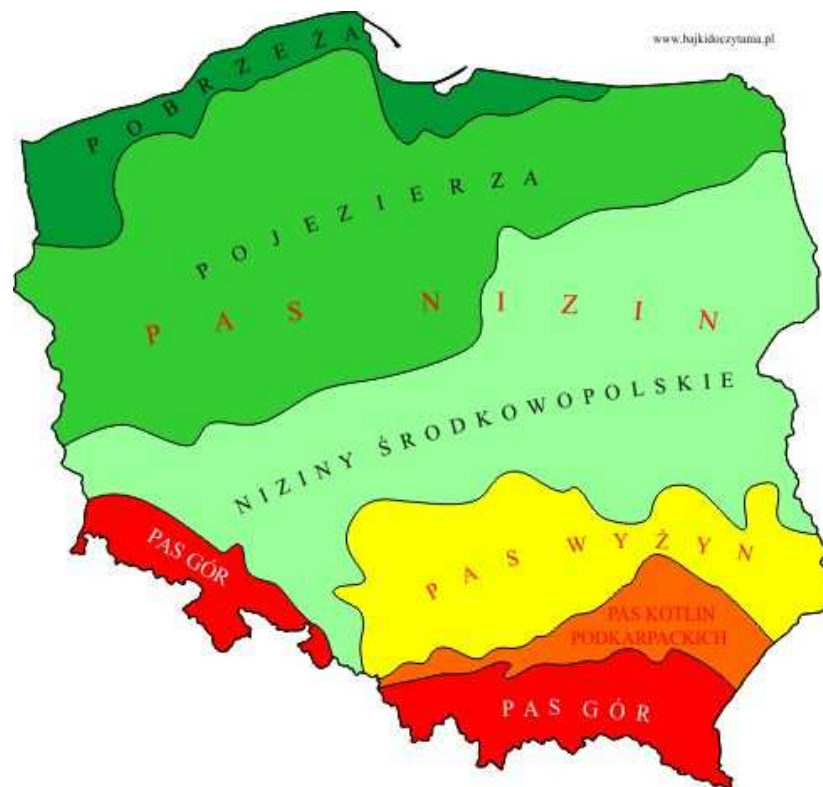 www.bajkidoczytania.pl
POBRZEŻA
POJEZIERZA
PAS NIZIN
NIZINY ŚRODKOWOPOLSKIE
PAS GÓR
PAS WYŻYN
PAS KOTLIN
PODKARPACKICH
PAS GÓR